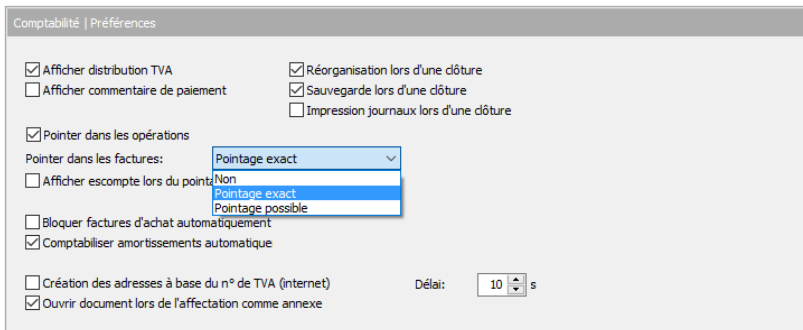 Comptabilité | Préférences
Afficher distribution TVA
Réorganisation lors d'une clôture
Afficher commentaire de paiement
Sauvegarde lors d'une clôture
Impression journaux lors d'une clôture
Pointer dans les opérations
Pointer dans les factures: Pointage exact
Non
Afficher escompte lors du
Pointage exact
Pointage possible
Bloquer factures d'achat automatiquement
Comptabiliser amortissements automatique
Création des adresses à base du n° de TVA (internet) Délai: 10 s
Ouvrir document lors de l'affectation comme annexe